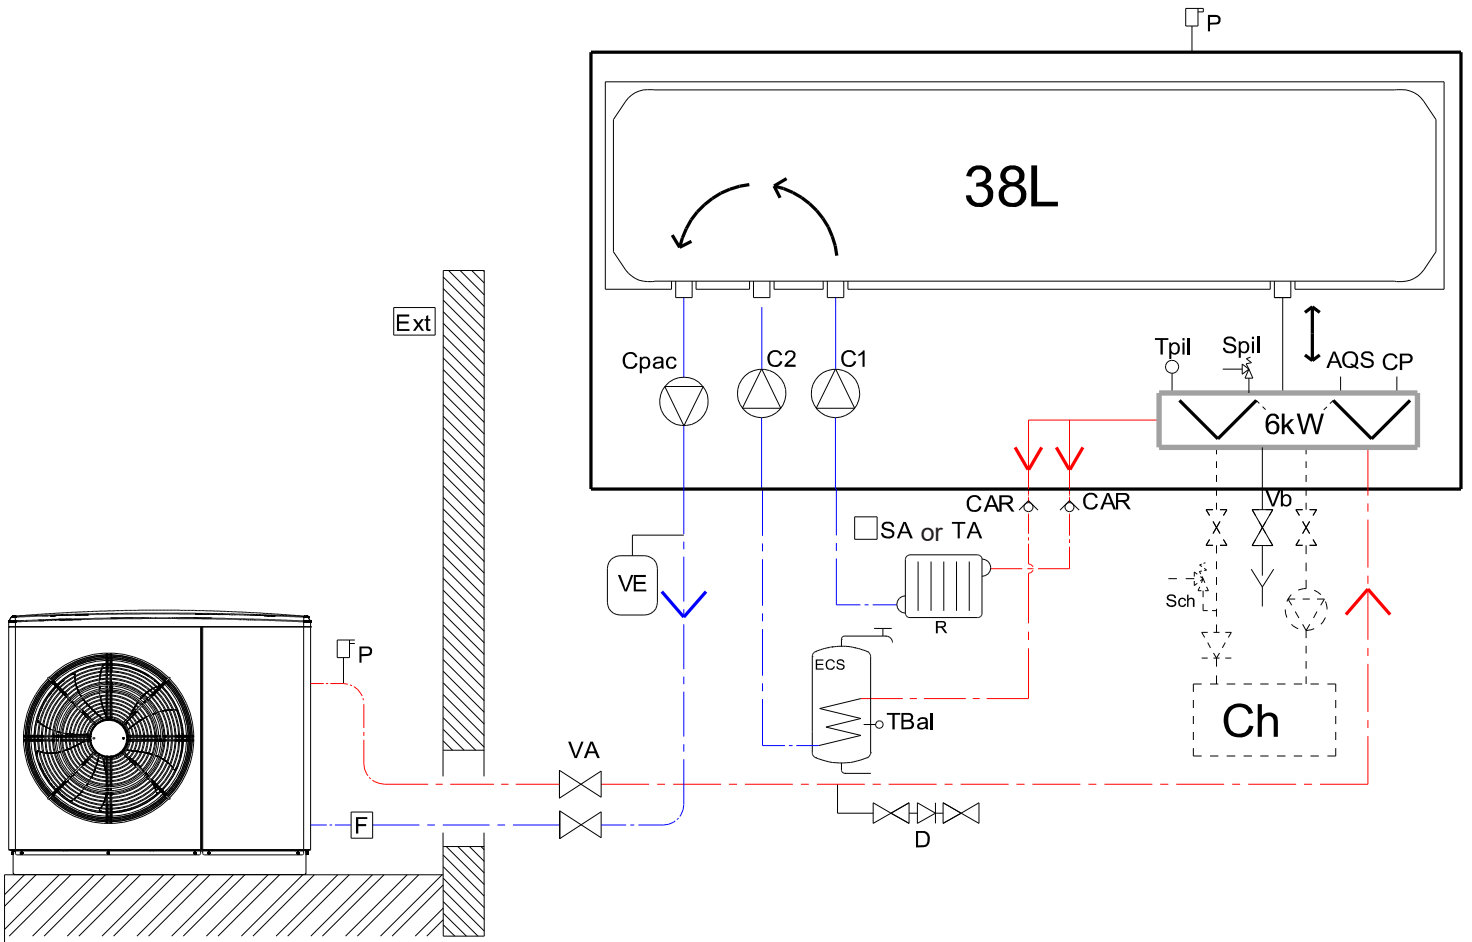 P
38L
Ext
Cpac
C2
C1
Tpil
Spil
AQS
CP
6kW
CAR
CAR
Vb
SA or TA
VE
Sch
R
P
ECS
TBal
Ch
VA
F
D